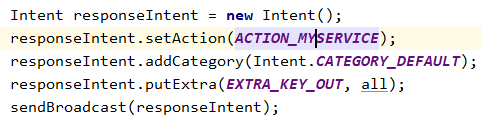 Intent responseIntent = new Intent();
responseIntent.setAction(ACTION_MYSERVICE);
responseIntent.addCategory(Intent.CATEGORY_DEFAULT);
responseIntent.putExtra(EXTRA_KEY_OUT, all);
sendBroadcast(responseIntent);